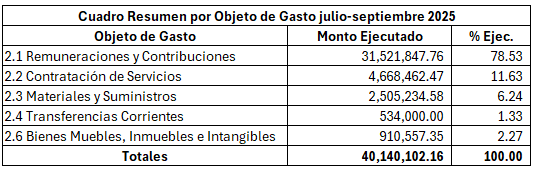 Cuadro Resumen por Objeto de Gasto julio-septiembre 2025
Objeto de Gasto Monto Ejecutado % Ejec.
2.1 Remuneraciones y Contribuciones 31,521,847.76 78.53
2.2 Contratación de Servicios 4,668,462.47 11.63
2.3 Materiales y Suministros 2,505,234.58 6.24
2.4 Transferencias Corrientes 534,000.00 1.33
2.6 Bienes Muebles, Inmuebles e Intangibles 910,557.35 2.27
Totales 40,140,102.16 100.00